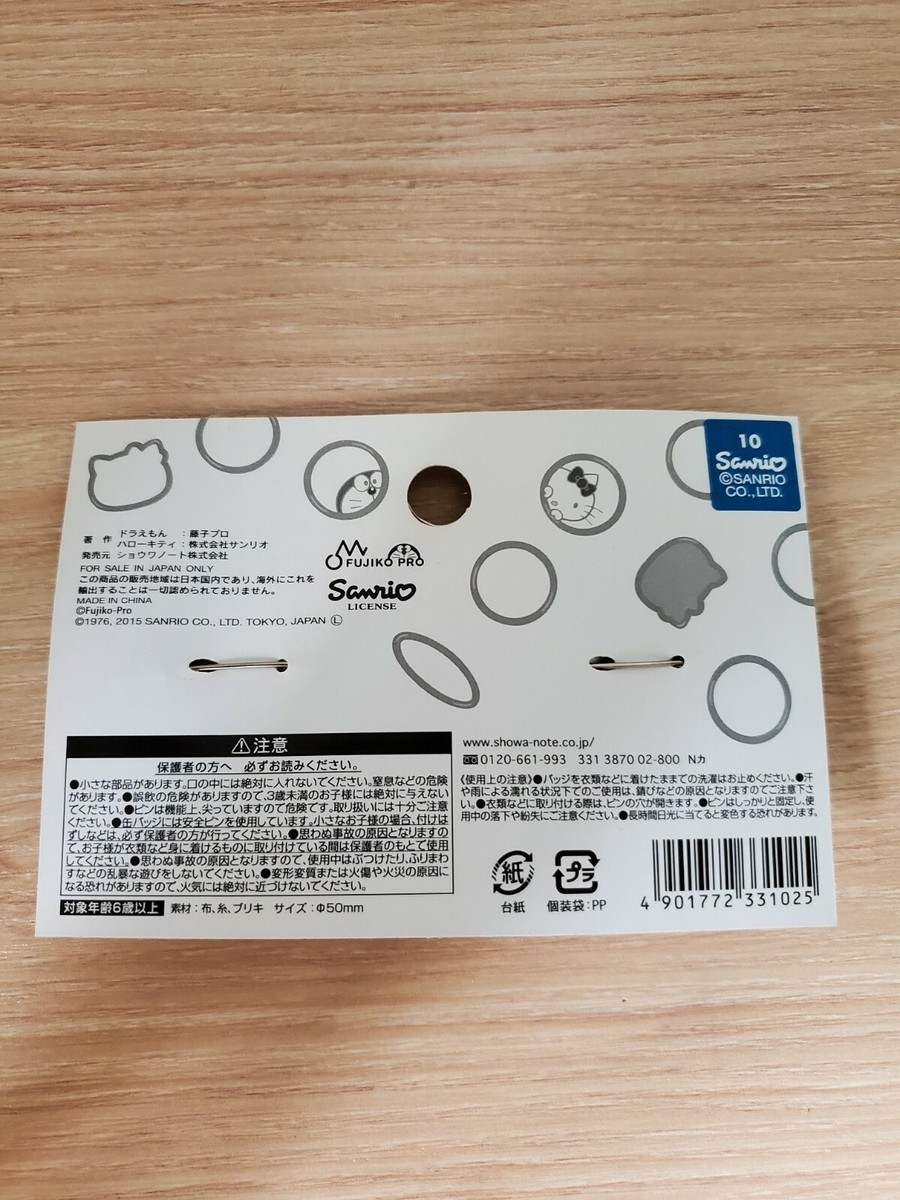 10
Sanrio
©SANRIO
CO., LTD.
著 作 ドラえもん ：藤子プロ
ハローキティ：株式会社サンリオ
発売元 ショウワノート株式会社
FOR SALE IN JAPAN ONLY
この商品の販売地域は日本国内であり、海外にこれを
輸出することは一切認められておりません。
MADE IN CHINA
©Fujiko-Pro
©1976, 2015 SANRIO CO., LTD. TOKYO, JAPAN Ⓛ
FUJIKO PRO
Sanrio
LICENSE
⚠注意
保護者の方へ 必ずお読みください。
●小さな部品があります。口の中には絶対に入れないでください。窒息などの危険
があります。●誤飲の危険がありますので、3歳未満のお子様には絶対に与えない
でください。●ピンは機能上、尖っていますので危険です。取り扱いには十分ご注意
ください。●缶バッジには安全ピンを使用しています。小さなお子様の場合、付けは
ずしなどは、必ず保護者の方が行ってください。●思わぬ事故の原因となりますの
で、お子様が衣類など身に着けるものに取り付けている間は保護者のもとで使用
してください。●思わぬ事故の原因となりますので、使用中はぶつけたり、ふりまわ
すなどの乱暴な遊びをしないでください。●変形変質または火傷や火災の原因に
なる恐れがありますので、火気には絶対に近づけないでください。
対象年齢6歳以上 素材：布、糸、ブリキ サイズ：Φ50mm
www.showa-note.co.jp/
0120-661-993 331 3870 02-800 Nカ
《使用上の注意》●バッジを衣類などに着けたままでの洗濯はお止めください。●汗
や雨による濡れる状況下でのご使用は、錆びなどの原因となりますのでご注意下さ
い。●衣類などに取り付ける際は、ピンの穴が開きます。●ピンはしっかりと固定し、使
用中の落下や紛失にご注意ください。●長時間日光に当てると変色する恐れがあります。
紙
台紙
プラ
個装袋：PP
4 901772 331025